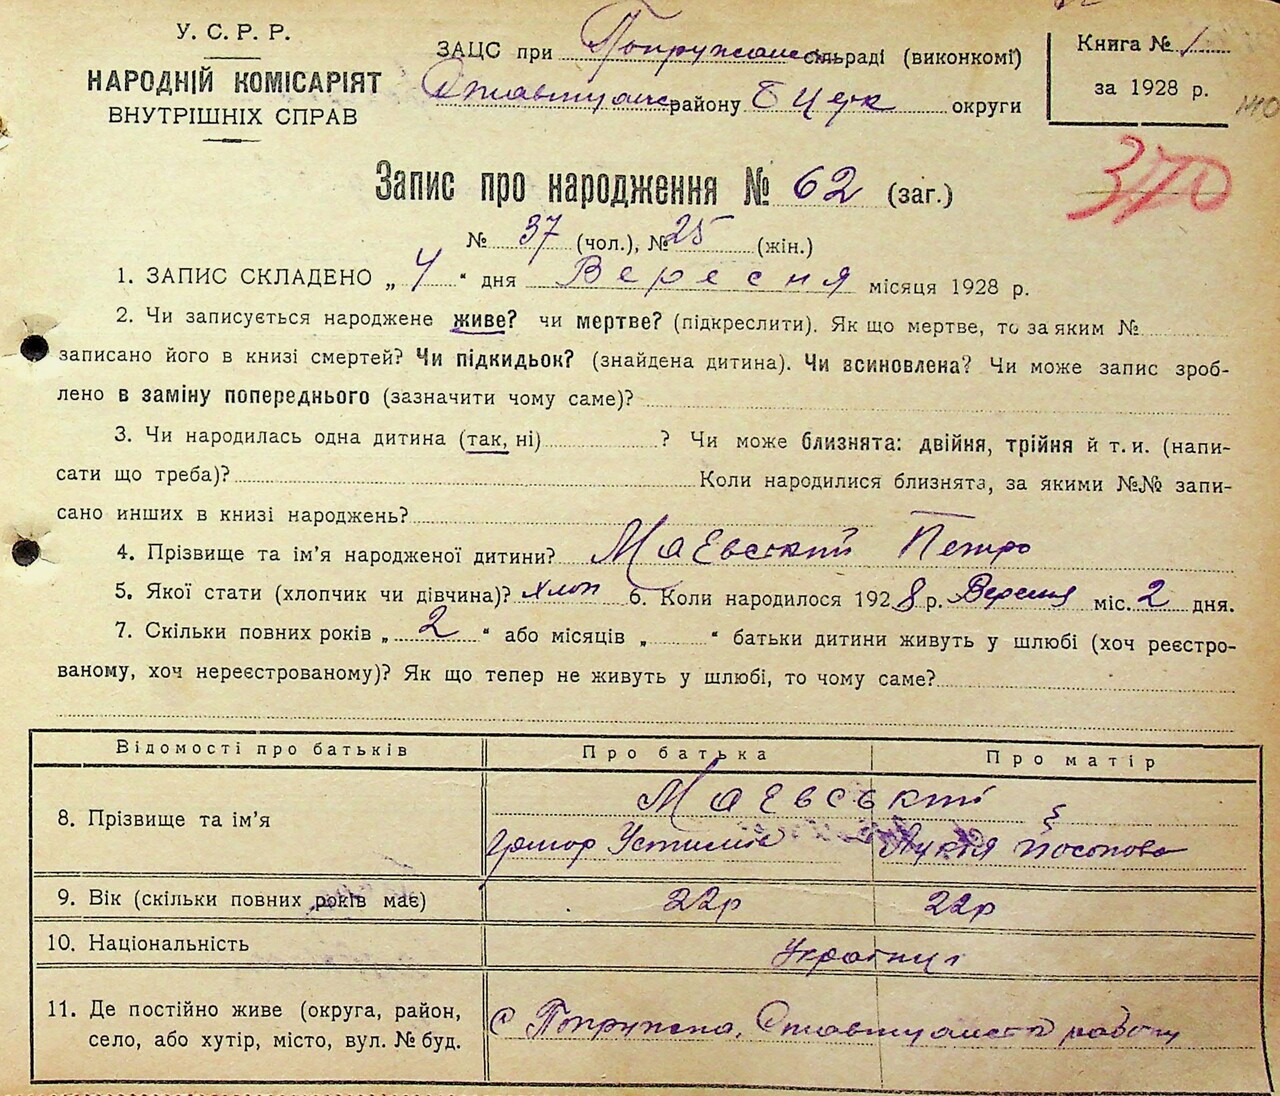 У. С. Р. Р.
НАРОДНІЙ КОМІСАРІЯТ
ВНУТРІШНІХ СПРАВ
ЗАЦС при Попружанс сільраді (виконкомі)
Ставищанс району Б Церк округи
Книга № 1
за 1928 р.
370
Запис про народження № 62 (заг.)
№ 37 (чол.), № 25 (жін.)
1. ЗАПИС СКЛАДЕНО „ 4 “ дня Вересня місяця 1928 р.
2. Чи записується народжене живе? чи мертве? (підкреслити). Як що мертве, то за яким №
записано його в книзі смертей? Чи підкидьок? (знайдена дитина). Чи всиновлена? Чи може запис зроб-
лено в заміну попереднього (зазначити чому саме)?
3. Чи народилась одна дитина (так, ні) ? Чи може близнята: двійня, трійня й т. и. (напи-
сати що треба)? Коли народилися близнята, за якими №№ запи-
сано инших в книзі народжень?
4. Прізвище та ім’я народженої дитини? Маєвский Петро
5. Якої стати (хлопчик чи дівчина)? хлоп 6. Коли народилося 1928 р. Вересня міс. 2 дня.
7. Скільки повних років „ 2 “ або місяців „ “ батьки дитини живуть у шлюбі (хоч реєстро-
ваному, хоч нереєстрованому)? Як що тепер не живуть у шлюбі, то чому саме?
Відомості про батьків Про батька Про матір
8. Прізвище та ім’я Маєвські
Устимів
9. Вік (скільки повних років має) 22р 22р
10. Національність Українці
11. Де постійно живе (округа, район,
село, або хутір, місто, вул. № буд.
с Попружна, Ставищанськ району